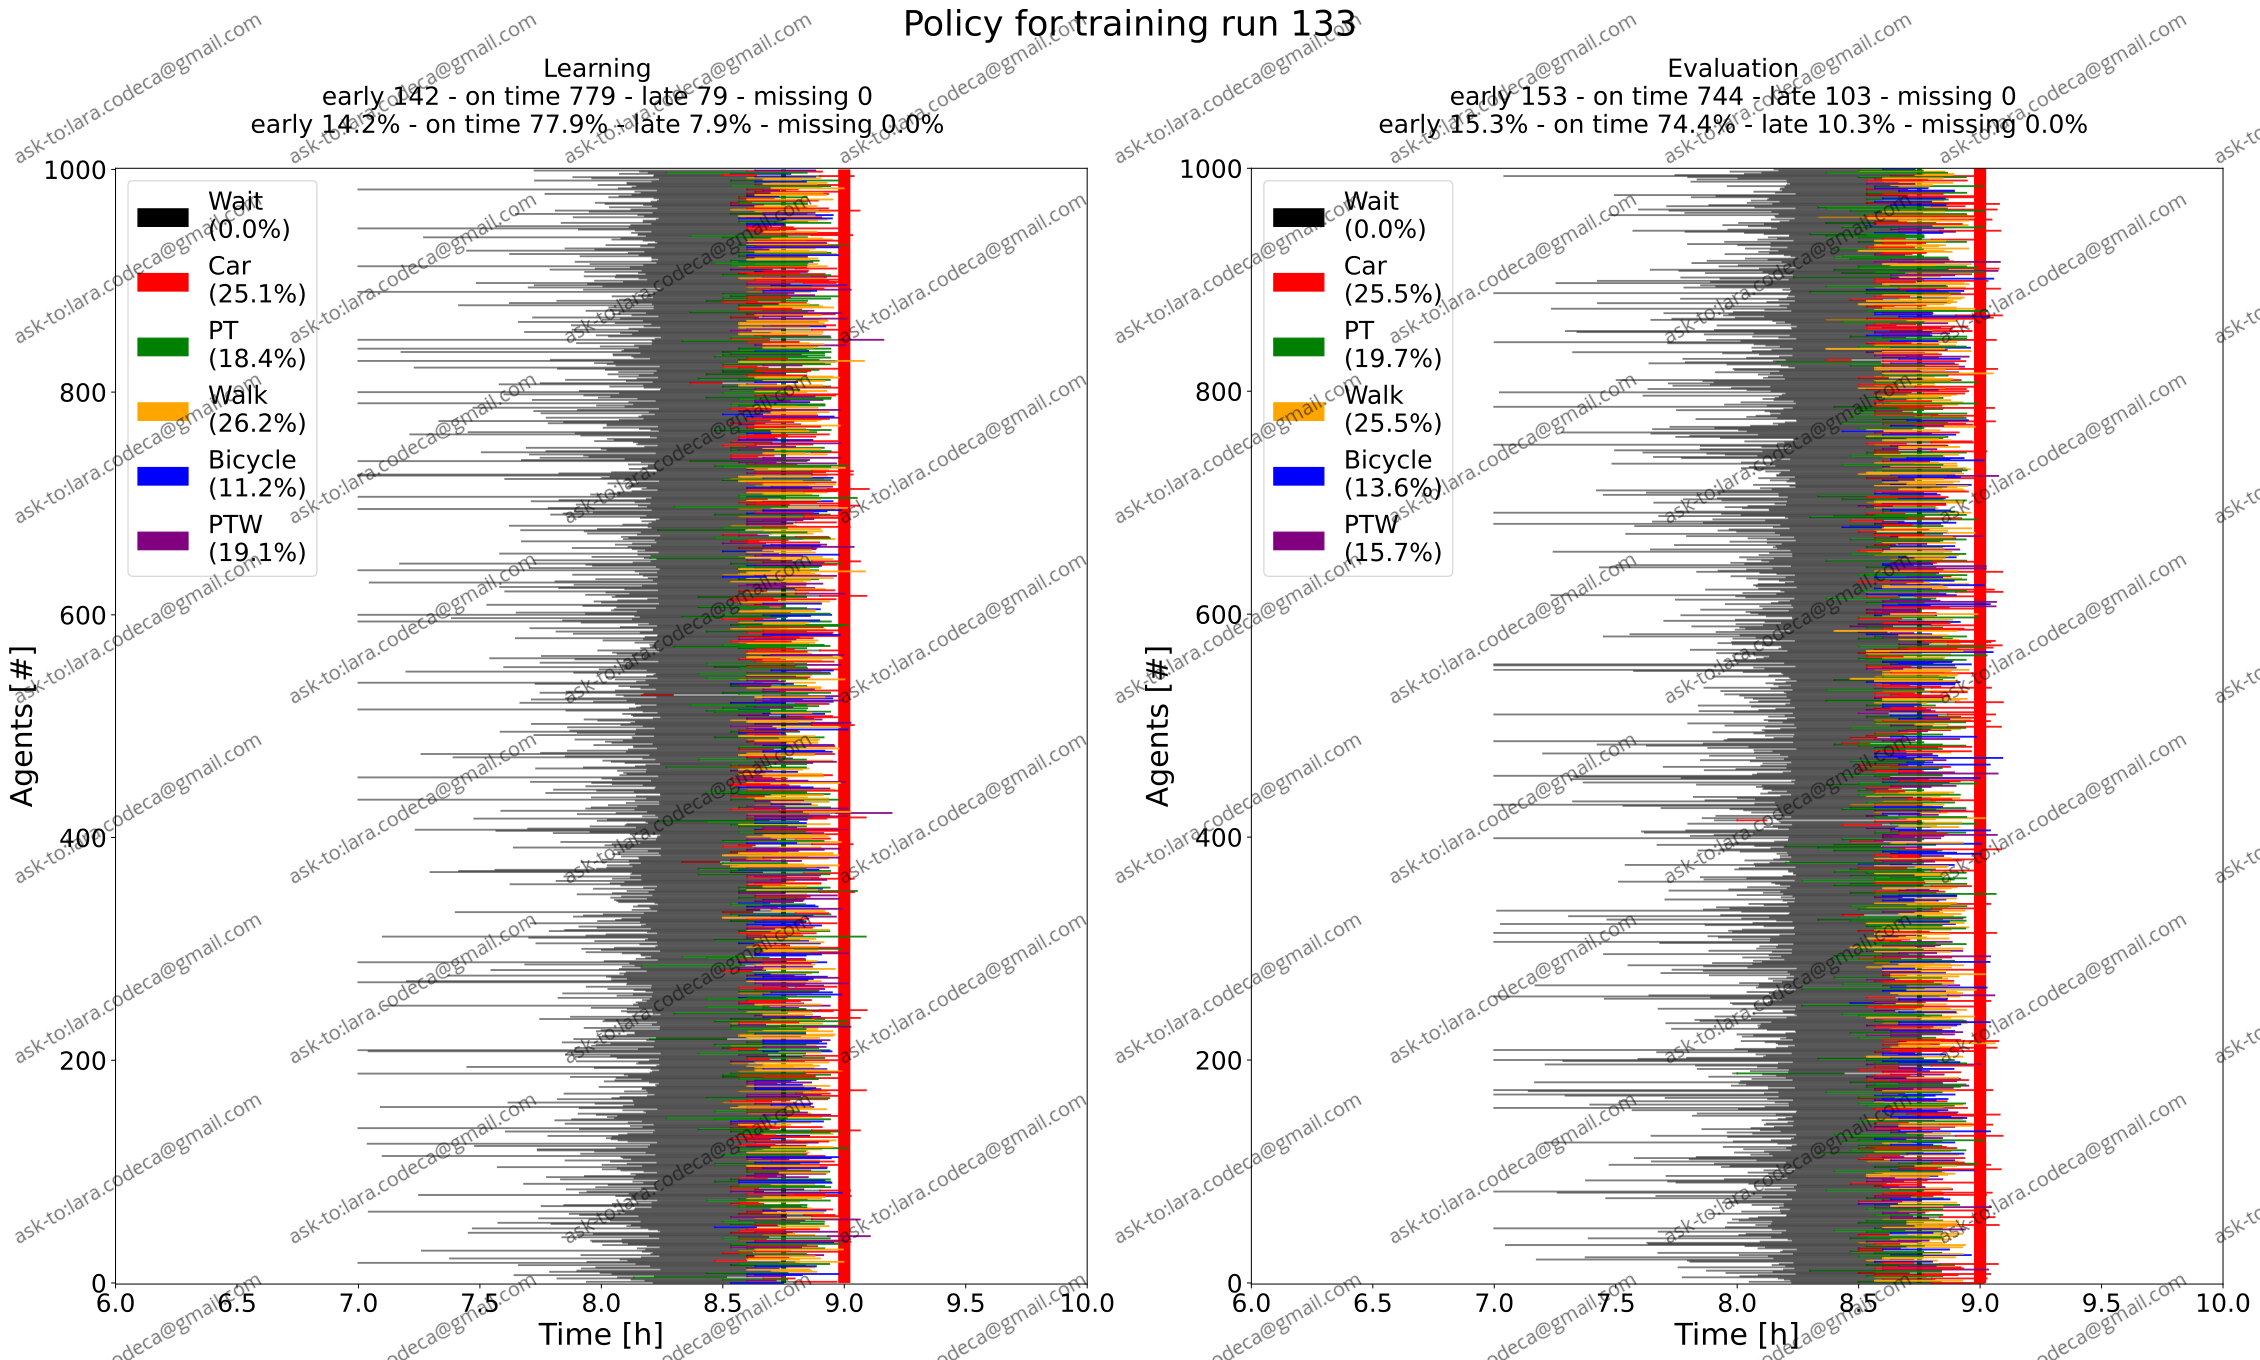 Policy for training run 133
Learning
early 142 - on time 779 - late 79 - missing 0
early 14.2% - on time 77.9% - late 7.9% - missing 0.0%
Evaluation
early 153 - on time 744 - late 103 - missing 0
early 15.3% - on time 74.4% - late 10.3% - missing 0.0%
Agents [#]
1000
800
600
400
200
0
Wait
(0.0%)
Car
(25.1%)
PT
(18.4%)
Walk
(26.2%)
Bicycle
(11.2%)
PTW
(19.1%)
6.0 6.5 7.0 7.5 8.0 8.5 9.0 9.5 10.0
Time [h]
Agents [#]
1000
800
600
400
200
0
Wait
(0.0%)
Car
(25.5%)
PT
(19.7%)
Walk
(25.5%)
Bicycle
(13.6%)
PTW
(15.7%)
6.0 6.5 7.0 7.5 8.0 8.5 9.0 9.5 10.0
Time [h]
ask-to:lara.codeca@gmail.com